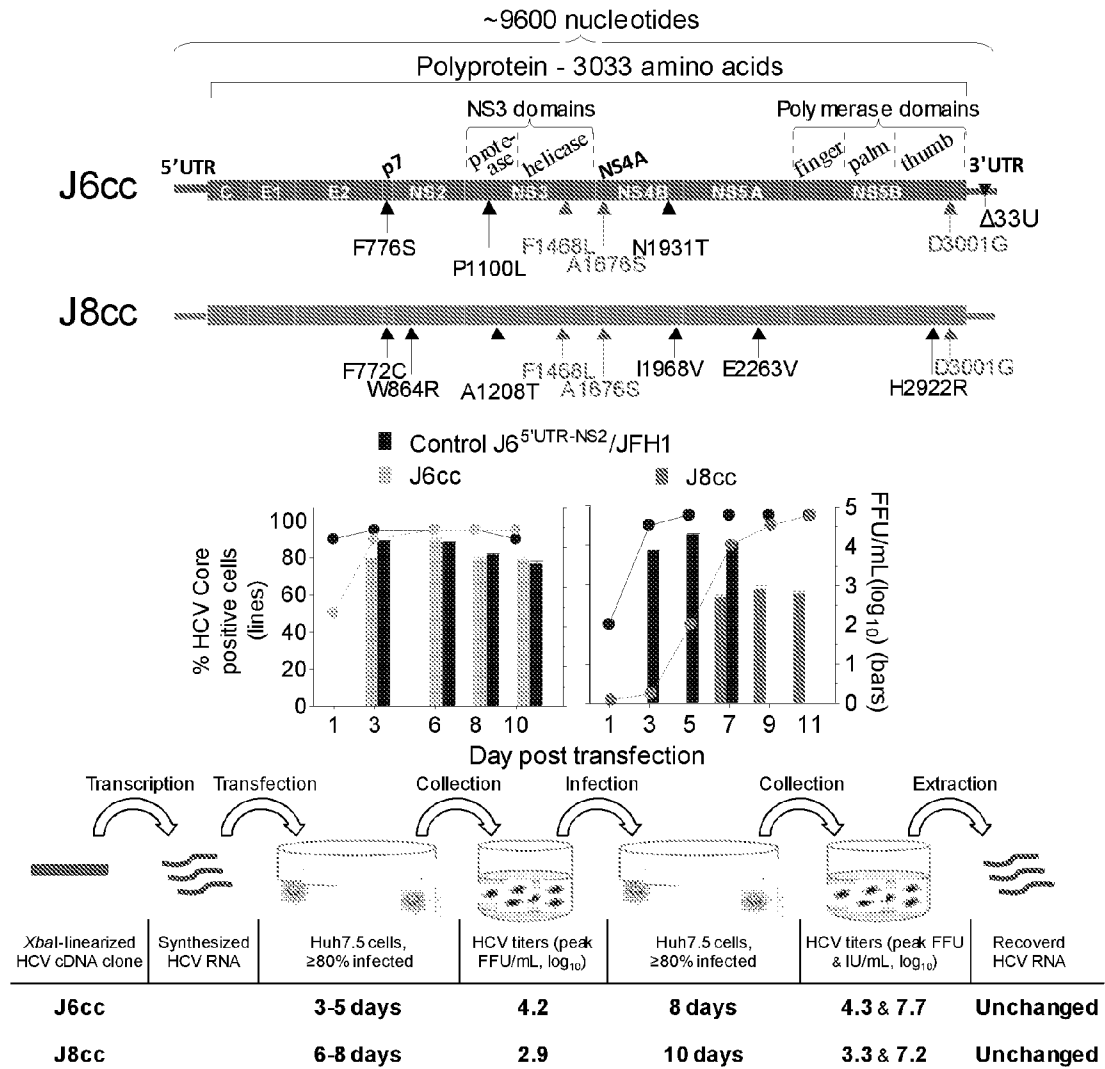 ~9600 nucleotides
Polyprotein - 3033 amino acids
NS3 domains
Polymerase domains
prote-
ase
helicase
finger
palm
thumb
5'UTR
p7
NS4A
3'UTR
J6cc
C E1 E2 NS2 NS3 NS4B NS5A NS5B
Δ33U
F776S
P1100L
F1468L
A1676S
N1931T
D3001G
J8cc
F772C
W864R
A1208T
F1468L
A1676S
I1968V
E2263V
H2922R
D3001G
Control J6 5'UTR-NS2/JFH1
J6cc
J8cc
% HCV Core
positive cells
(lines)
100
80
60
40
20
0
1 3 6 8 10
1 3 5 7 9 11
5
4
3
2
1
0
FFU/mL (log10) (bars)
Day post transfection
Transcription
Transfection
Collection
Infection
Collection
Extraction
XbaI-linearized
HCV cDNA clone
Synthesized
HCV RNA
Huh7.5 cells,
≥80% infected
HCV titers (peak
FFU/mL, log10)
Huh7.5 cells,
≥80% infected
HCV titers (peak FFU
& IU/mL, log10)
Recoverd
HCV RNA
J6cc 3-5 days 4.2 8 days 4.3 & 7.7 Unchanged
J8cc 6-8 days 2.9 10 days 3.3 & 7.2 Unchanged